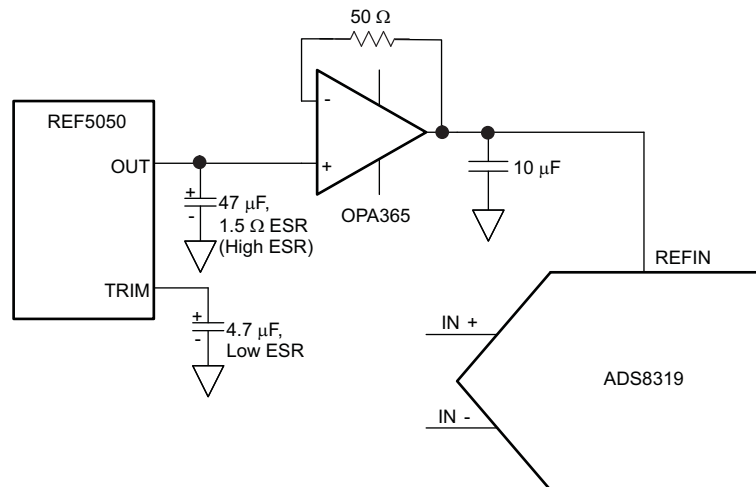 50 Ω
REF5050
OUT
-
+
OPA365
+
-
47 μF,
1.5 Ω ESR
(High ESR)
10 μF
TRIM
+
-
4.7 μF,
Low ESR
REFIN
IN +
ADS8319
IN -